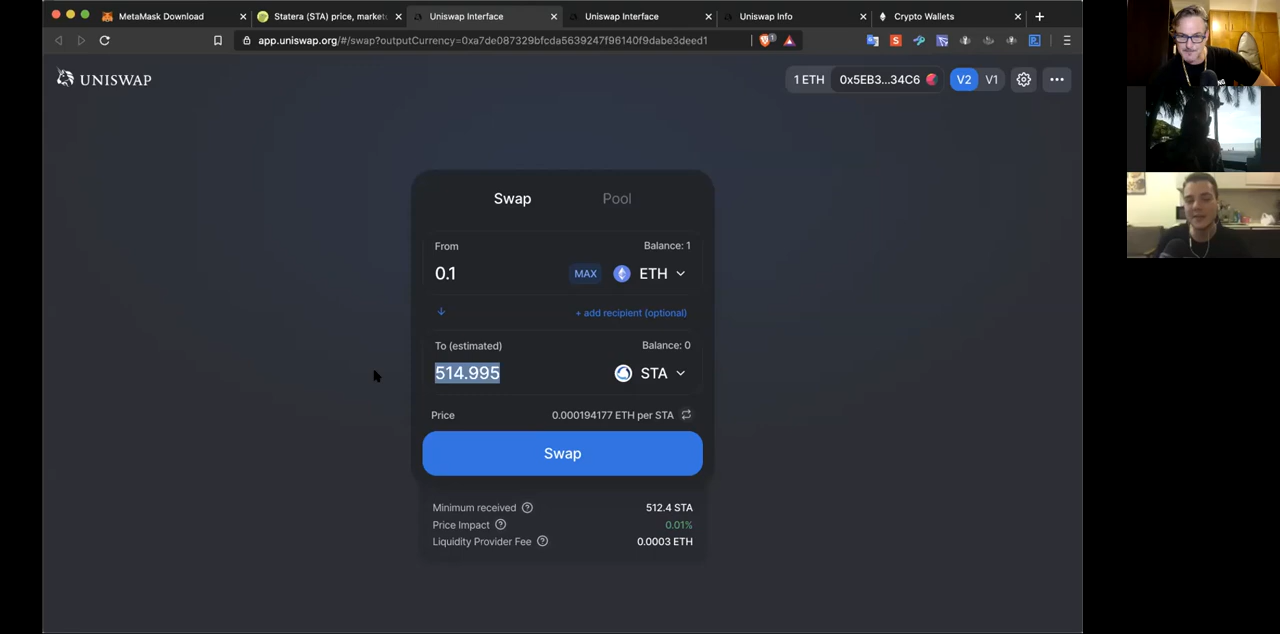 MetaMask Download
Statera (STA) price, market
Uniswap Interface
Uniswap Interface
Uniswap Info
Crypto Wallets
app.uniswap.org/#/swap?outputCurrency=0xa7de087329bfcda5639247f96140f9dabe3deed1
1
UNISWAP
1 ETH
0x5EB3...34C6
V2
V1
Swap
Pool
From
Balance: 1
0.1
MAX
ETH
+ add recipient (optional)
To (estimated)
Balance: 0
514.995
STA
Price
0.000194177 ETH per STA
Swap
Minimum received
512.4 STA
Price Impact
0.01%
Liquidity Provider Fee
0.0003 ETH